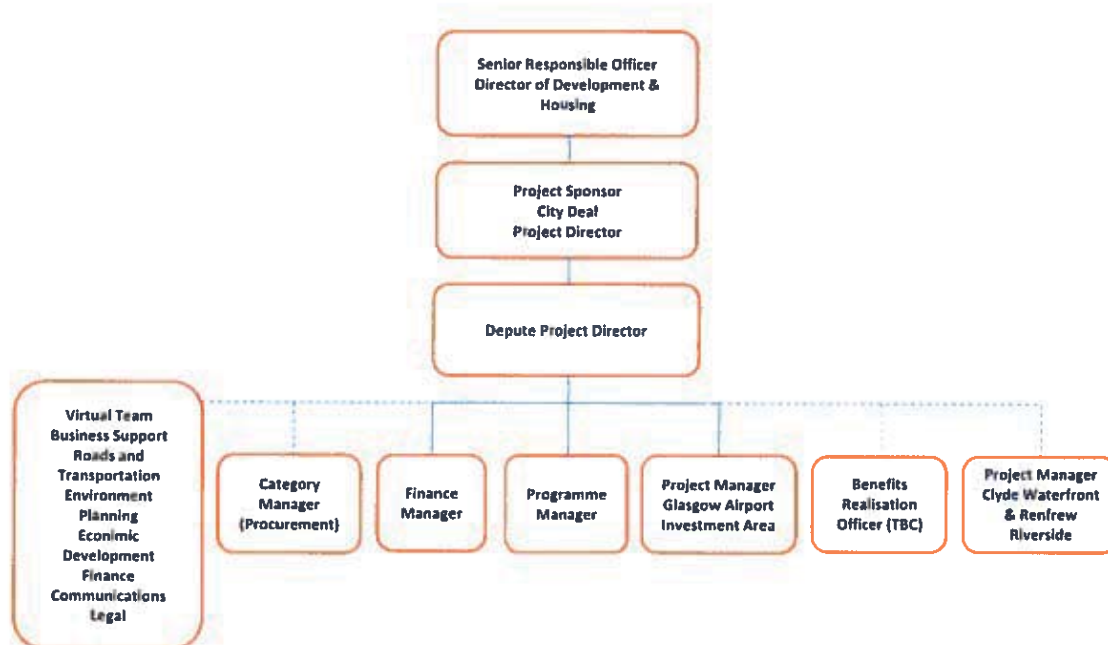 Senior Responsible Officer
Director of Development &
Housing
Project Sponsor
City Deal
Project Director
Depute Project Director
Virtual Team
Business Support
Roads and
Transportation
Environment
Planning
Econimic
Development
Finance
Communications
Legal
Category
Manager
(Procurement)
Finance
Manager
Programme
Manager
Project Manager
Glasgow Airport
Investment Area
Benefits
Realisation
Officer (TBC)
Project Manager
Clyde Waterfront
& Renfrew
Riverside